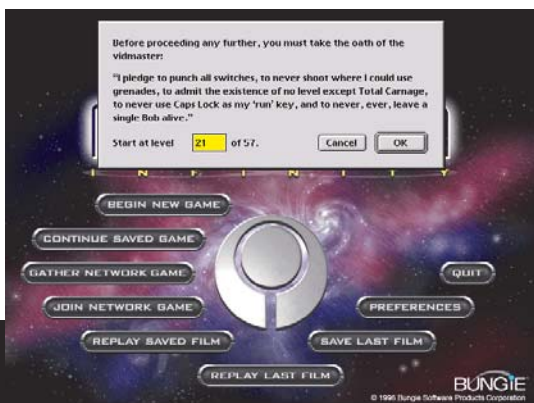 Before proceeding any further, you must take the oath of the
vidmaster:
"I pledge to punch all switches, to never shoot where I could use
grenades, to admit the existence of no level except Total Carnage,
to never use Caps Lock as my 'run' key, and to never, ever, leave a
single Bob alive."
Start at level 21 of 57.
Cancel OK
INFINITY
BEGIN NEW GAME
CONTINUE SAVED GAME
GATHER NETWORK GAME
JOIN NETWORK GAME
REPLAY SAVED FILM
REPLAY LAST FILM
SAVE LAST FILM
PREFERENCES
QUIT
BUNGIE
© 1996 Bungie Software Products Corporation